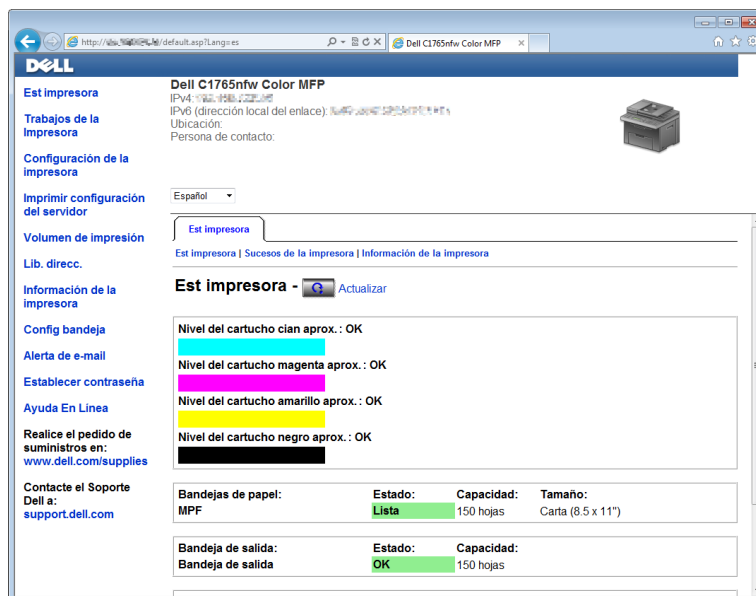 http://
/default.asp?Lang=es
Dell C1765nfw Color MFP
DELL
Est impresora
Trabajos de la
Impresora
Configuración de la
impresora
Imprimir configuración
del servidor
Volumen de impresión
Lib. direcc.
Información de la
impresora
Config bandeja
Alerta de e-mail
Establecer contraseña
Ayuda En Linea
Realice el pedido de
suministros en:
www.dell.com/supplies
Contacte el Soporte
Dell a:
support.dell.com
Dell C1765nfw Color MFP
IPv4:
IPv6 (dirección local del enlace):
Ubicación:
Persona de contacto:
Español
Est impresora
Est impresora | Sucesos de la impresora | Información de la impresora
Est impresora - Actualizar
Nivel del cartucho cian aprox. : OK
Nivel del cartucho magenta aprox. : OK
Nivel del cartucho amarillo aprox. : OK
Nivel del cartucho negro aprox. : OK
Bandejas de papel: Estado: Capacidad: Tamaño:
MPF Lista 150 hojas Carta (8.5 x 11")
Bandeja de salida: Estado: Capacidad:
Bandeja de salida OK 150 hojas